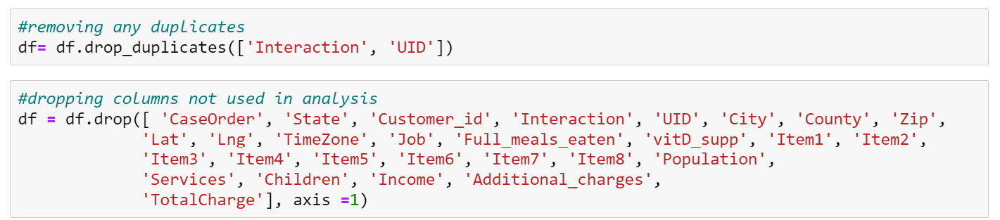 #removing any duplicates
df= df.drop_duplicates(['Interaction', 'UID'])
#dropping columns not used in analysis
df = df.drop([ 'CaseOrder', 'State', 'Customer_id', 'Interaction', 'UID', 'City', 'County', 'Zip',
'Lat', 'Lng', 'TimeZone', 'Job', 'Full_meals_eaten', 'vitD_supp', 'Item1', 'Item2',
'Item3', 'Item4', 'Item5', 'Item6', 'Item7', 'Item8', 'Population',
'Services', 'Children', 'Income', 'Additional_charges',
'TotalCharge'], axis =1)